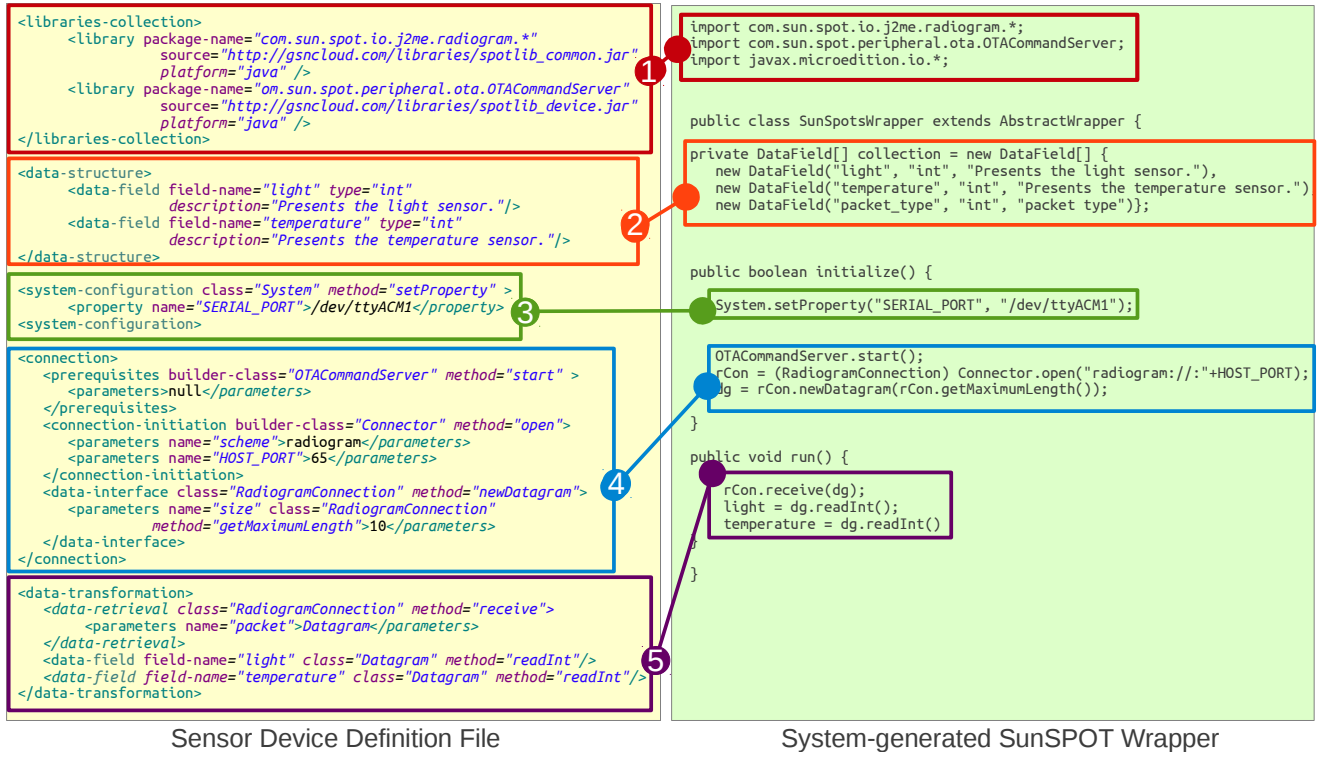 <libraries-collection>
<library package-name="com.sun.spot.io.j2me.radiogram.*"
source="http://gsncloud.com/libraries/spotlib_common.jar"
platform="java" />
<library package-name="om.sun.spot.peripheral.ota.OTACommandServer"
source="http://gsncloud.com/libraries/spotlib_device.jar"
platform="java" />
</libraries-collection>
1
<data-structure>
<data-field field-name="light" type="int"
description="Presents the light sensor."/>
<data-field field-name="temperature" type="int"
description="Presents the temperature sensor."/>
</data-structure>
2
<system-configuration class="System" method="setProperty" >
<property name="SERIAL_PORT">/dev/ttyACM1</property>
<system-configuration>
3
<connection>
<prerequisites builder-class="OTACommandServer" method="start" >
<parameters>null</parameters>
</prerequisites>
<connection-initiation builder-class="Connector" method="open">
<parameters name="scheme">radiogram</parameters>
<parameters name="HOST_PORT">65</parameters>
</connection-initiation>
<data-interface class="RadiogramConnection" method="newDatagram">
<parameters name="size" class="RadiogramConnection"
method="getMaximumLength">10</parameters>
</data-interface>
</connection>
4
<data-transformation>
<data-retrieval class="RadiogramConnection" method="receive">
<parameters name="packet">Datagram</parameters>
</data-retrieval>
<data-field field-name="light" class="Datagram" method="readInt"/>
<data-field field-name="temperature" class="Datagram" method="readInt"/>
</data-transformation>
5
Sensor Device Definition File
import com.sun.spot.io.j2me.radiogram.*;
import com.sun.spot.peripheral.ota.OTACommandServer;
import javax.microedition.io.*;
public class SunSpotsWrapper extends AbstractWrapper {
private DataField[] collection = new DataField[] {
new DataField("light", "int", "Presents the light sensor."),
new DataField("temperature", "int", "Presents the temperature sensor.")
new DataField("packet_type", "int", "packet type")};
public boolean initialize() {
System.setProperty("SERIAL_PORT", "/dev/ttyACM1");
OTACommandServer.start();
rCon = (RadiogramConnection) Connector.open("radiogram://:"+HOST_PORT);
dg = rCon.newDatagram(rCon.getMaximumLength());
}
public void run() {
rCon.receive(dg);
light = dg.readInt();
temperature = dg.readInt()
}
}
System-generated SunSPOT Wrapper